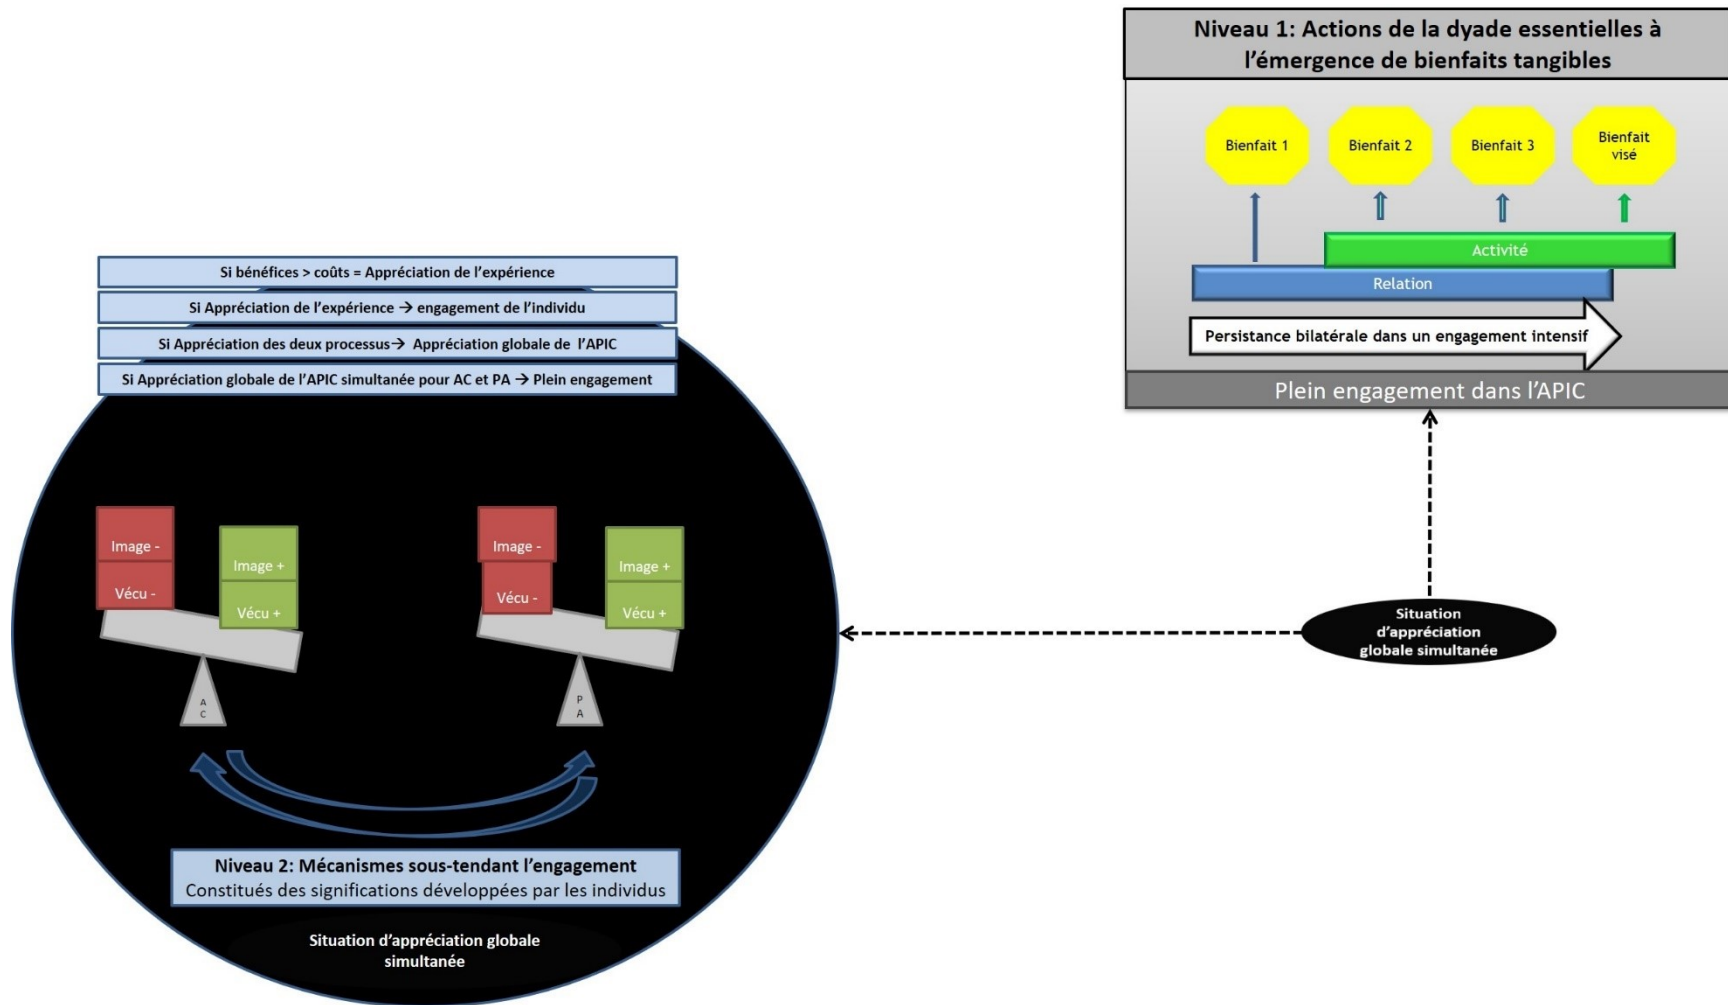 Niveau 1: Actions de la dyade essentielles à
l’émergence de bienfaits tangibles
Bienfait 1
Bienfait 2
Bienfait 3
Bienfait
visé
Activité
Relation
Persistance bilatérale dans un engagement intensif
Plein engagement dans l’APIC
Si bénéfices > coûts = Appréciation de l’expérience
Si Appréciation de l’expérience → engagement de l’individu
Si Appréciation des deux processus→ Appréciation globale de l’APIC
Si Appréciation globale de l’APIC simultanée pour AC et PA → Plein engagement
Image -
Vécu -
Image +
Vécu +
A
C
Image -
Vécu -
Image +
Vécu +
P
A
Situation
d’appréciation
globale simultanée
Niveau 2: Mécanismes sous-tendant l’engagement
Constitués des significations développées par les individus
Situation d’appréciation globale
simultanée